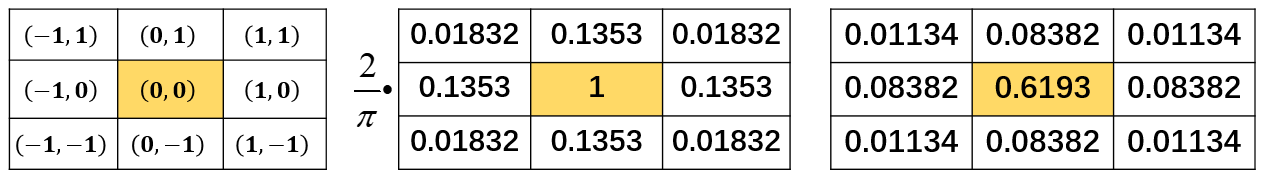 (−1, 1) (0, 1) (1, 1)
(−1, 0) (0, 0) (1, 0)
(−1, −1) (0, −1) (1, −1)
2
π
•
0.01832 0.1353 0.01832
0.1353 1 0.1353
0.01832 0.1353 0.01832
0.01134 0.08382 0.01134
0.08382 0.6193 0.08382
0.01134 0.08382 0.01134